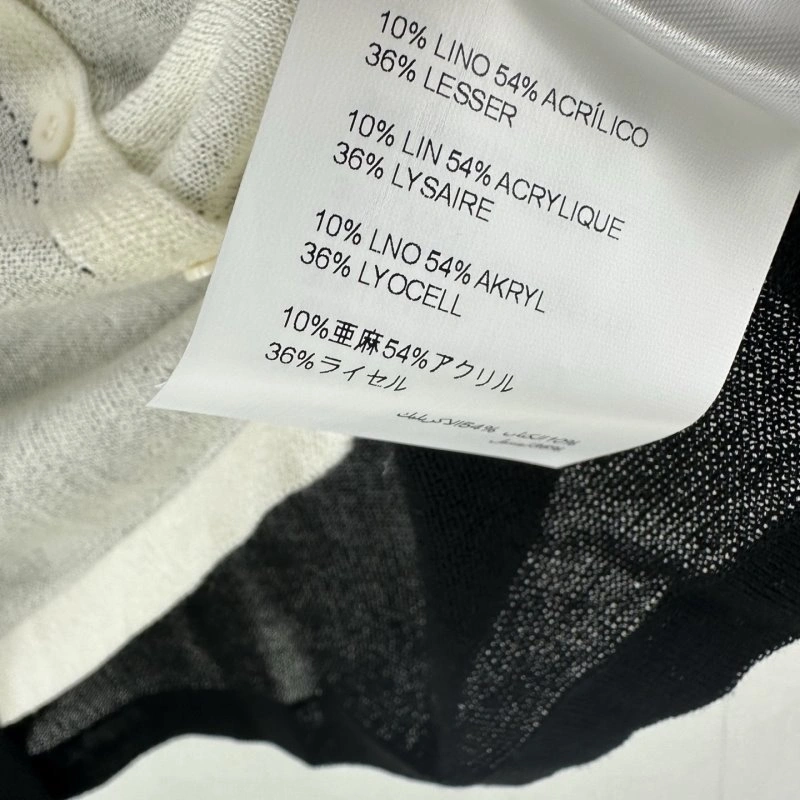 10% LINO 54% ACRÍLICO
36% LESSER
10% LIN 54% ACRYLIQUE
36% LYSAIRE
10% LNO 54% AKRYL
36% LYOCELL
10%亜麻54%アクリル
36%ライセル